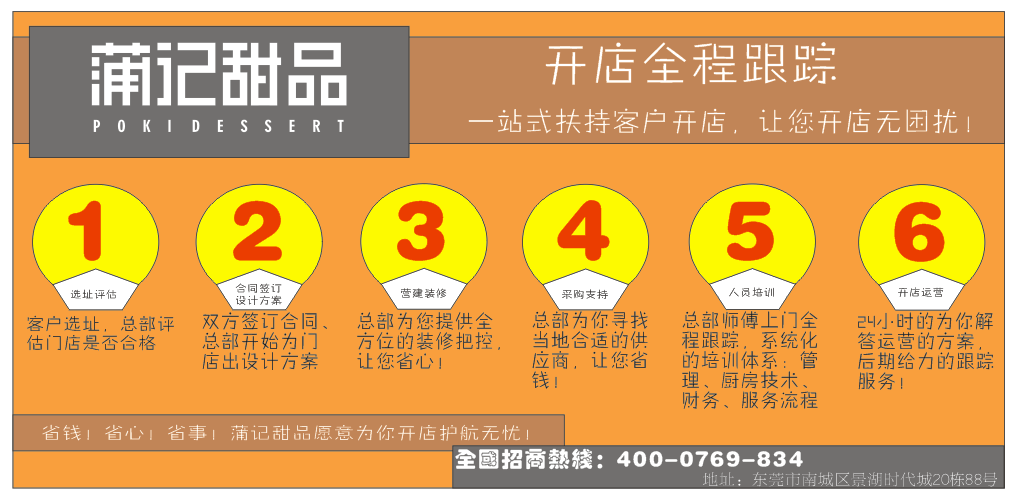 蒲记甜品
POKIDESSERT
开店全程跟踪
一站式扶持客户开店，让您开店无困扰！
1
选址评估
客户选址，总部评
估门店是否合格
2
合同签订
设计方案
双方签订合同、
总部开始为门
店出设计方案
3
营建装修
总部为您提供全
方位的装修把控，
让您省心！
4
采购支持
总部为你寻找
当地合适的供
应商，让您省
钱！
5
人员培训
总部师傅上门全
程跟踪，系统化
的培训体系：管
理、厨房技术、
财务、服务流程
6
开店运营
24小时的为你解
答运营的方案，
后期给力的跟踪
服务！
省钱！省心！省事！蒲记甜品愿意为你开店护航无忧！
全國招商熱綫：400-0769-834
地址：东莞市南城区景湖时代城20栋88号